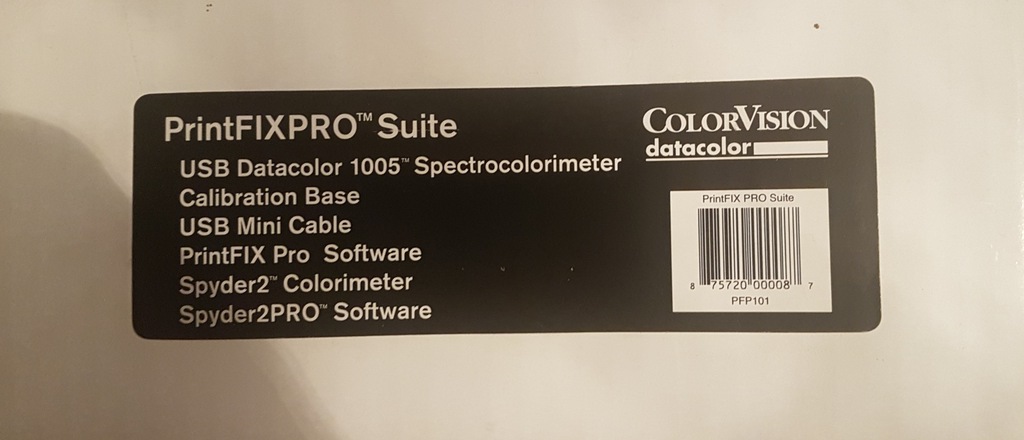 PrintFIXPRO™ Suite
USB Datacolor 1005™ Spectrocolorimeter
Calibration Base
USB Mini Cable
PrintFIX Pro Software
Spyder2™ Colorimeter
Spyder2PRO™ Software
COLORVISION
datacolor
PrintFIX PRO Suite
8 75720 00008 7
PFP101